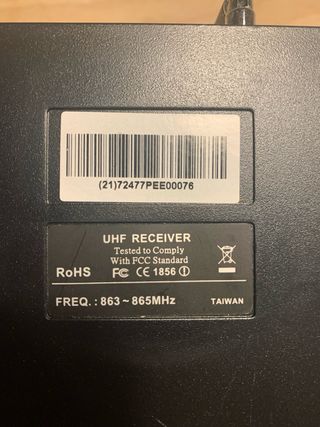 (21)72477PEE00076
UHF RECEIVER
Tested to Comply
With FCC Standard
RoHS FC CE 1856
FREQ. : 863 ~ 865MHz TAIWAN